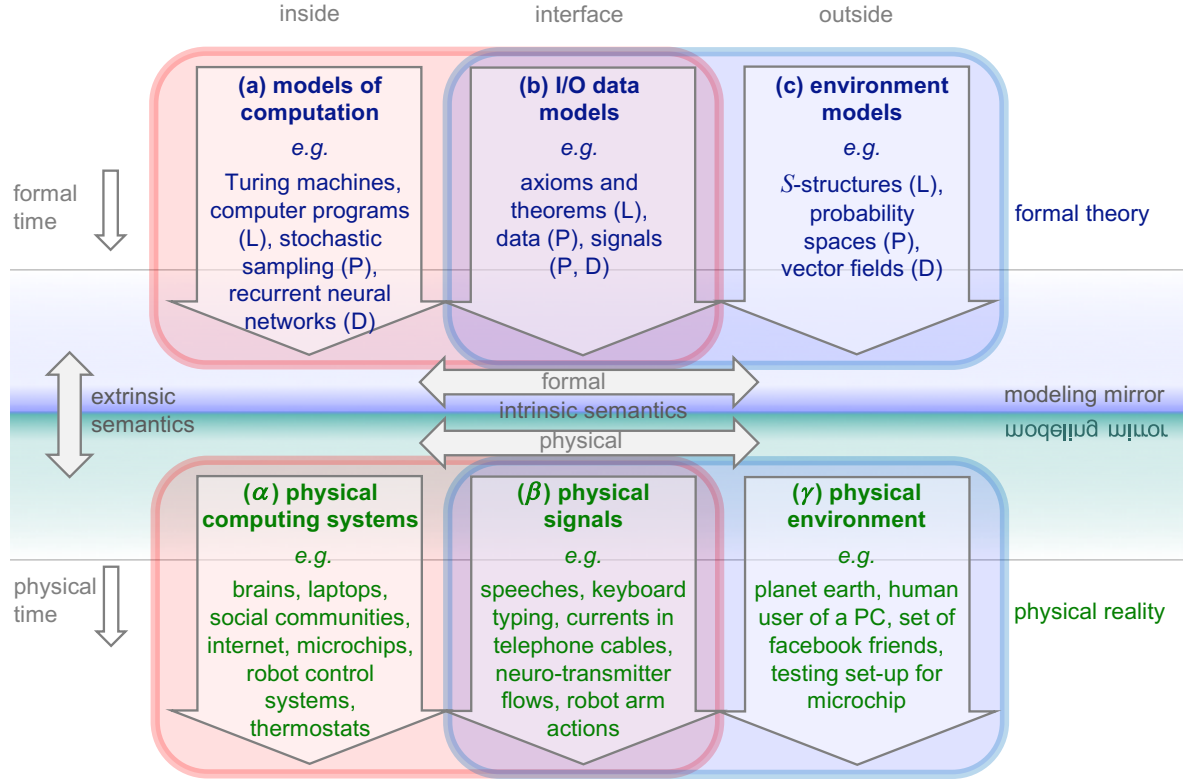 inside
interface
outside
(a) models of
computation
e.g.
Turing machines,
computer programs
(L), stochastic
sampling (P),
recurrent neural
networks (D)
(b) I/O data
models
e.g.
axioms and
theorems (L),
data (P), signals
(P, D)
(c) environment
models
e.g.
S-structures (L),
probability
spaces (P),
vector fields (D)
formal
time
formal theory
extrinsic
semantics
formal
intrinsic semantics
physical
modeling mirror
modeling mirror
(α) physical
computing systems
e.g.
brains, laptops,
social communities,
internet, microchips,
robot control
systems,
thermostats
(β) physical
signals
e.g.
speeches, keyboard
typing, currents in
telephone cables,
neuro-transmitter
flows, robot arm
actions
(γ) physical
environment
e.g.
planet earth, human
user of a PC, set of
facebook friends,
testing set-up for
microchip
physical
time
physical reality